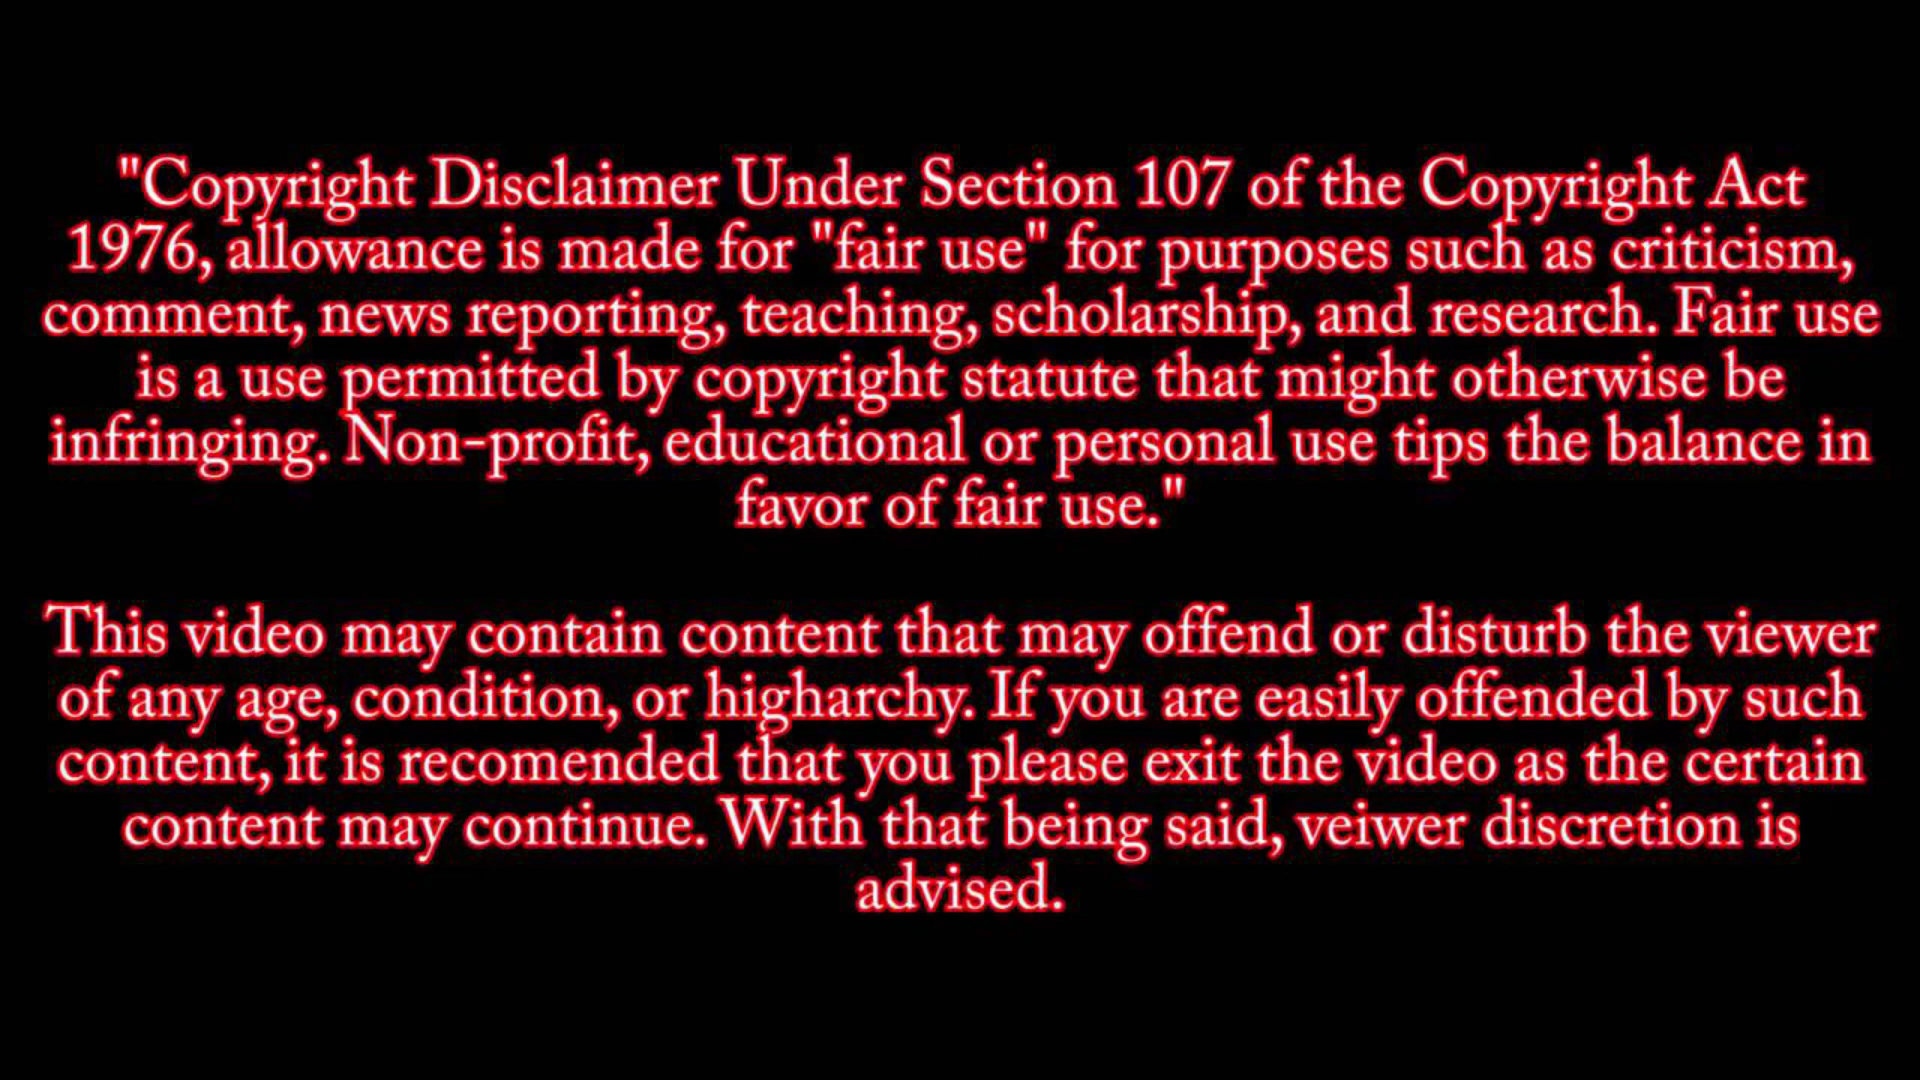 "Copyright Disclaimer Under Section 107 of the Copyright Act
1976, allowance is made for "fair use" for purposes such as criticism,
comment, news reporting, teaching, scholarship, and research. Fair use
is a use permitted by copyright statute that might otherwise be
infringing. Non-profit, educational or personal use tips the balance in
favor of fair use."
This video may contain content that may offend or disturb the viewer
of any age, condition, or higharchy. If you are easily offended by such
content, it is recomended that you please exit the video as the certain
content may continue. With that being said, veiwer discretion is
advised.